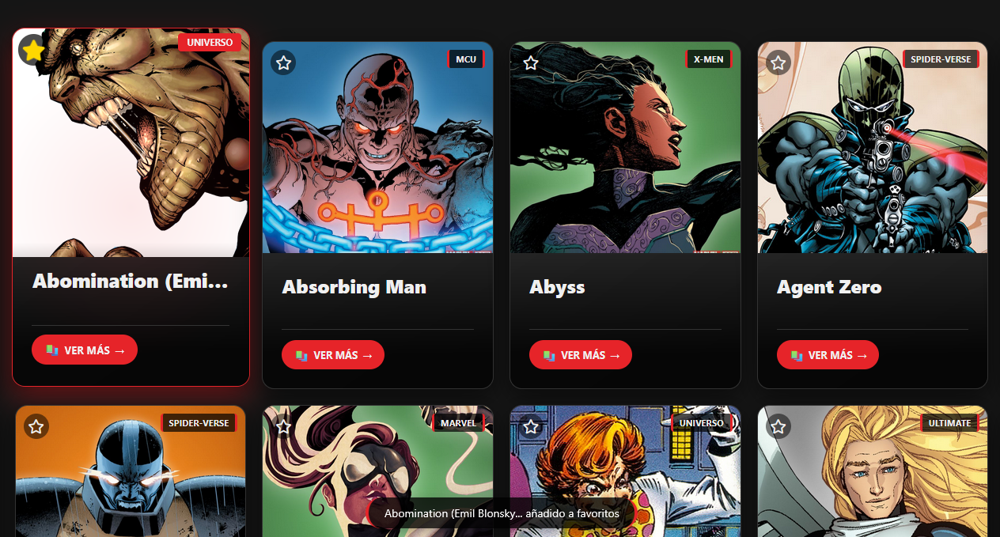 UNIVERSO
MCU
X-MEN
SPIDER-VERSE
Abomination (Emi...
Absorbing Man
Abyss
Agent Zero
VER MÁS →
VER MÁS →
VER MÁS →
VER MÁS →
SPIDER-VERSE
MARVEL
UNIVERSO
ULTIMATE
Abomination (Emil Blonsky... añadido a favoritos